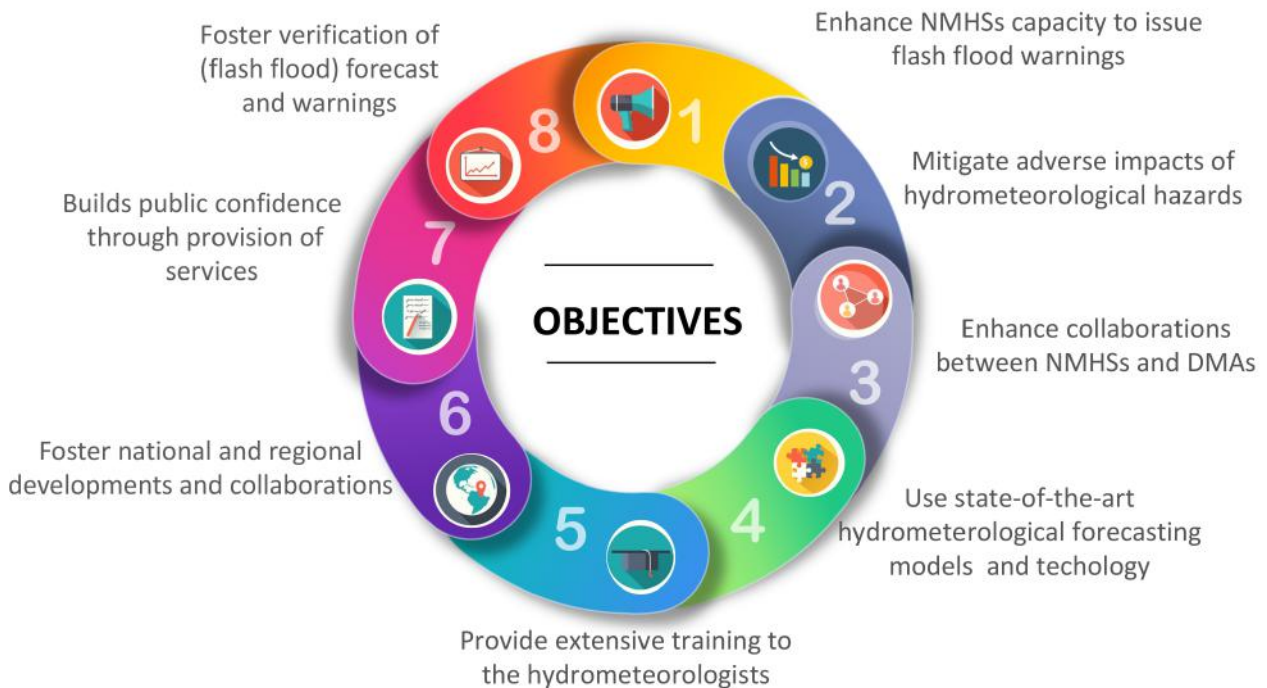 Enhance NMHSs capacity to issue
flash flood warnings
1
Mitigate adverse impacts of
hydrometeorological hazards
2
Enhance collaborations
between NMHSs and DMAs
3
Use state-of-the-art
hydrometerological forecasting
models and techology
4
Provide extensive training to
the hydrometeorologists
5
Foster national and regional
developments and collaborations
6
Builds public confidence
through provision of
services
7
Foster verification of
(flash flood) forecast
and warnings
8
OBJECTIVES